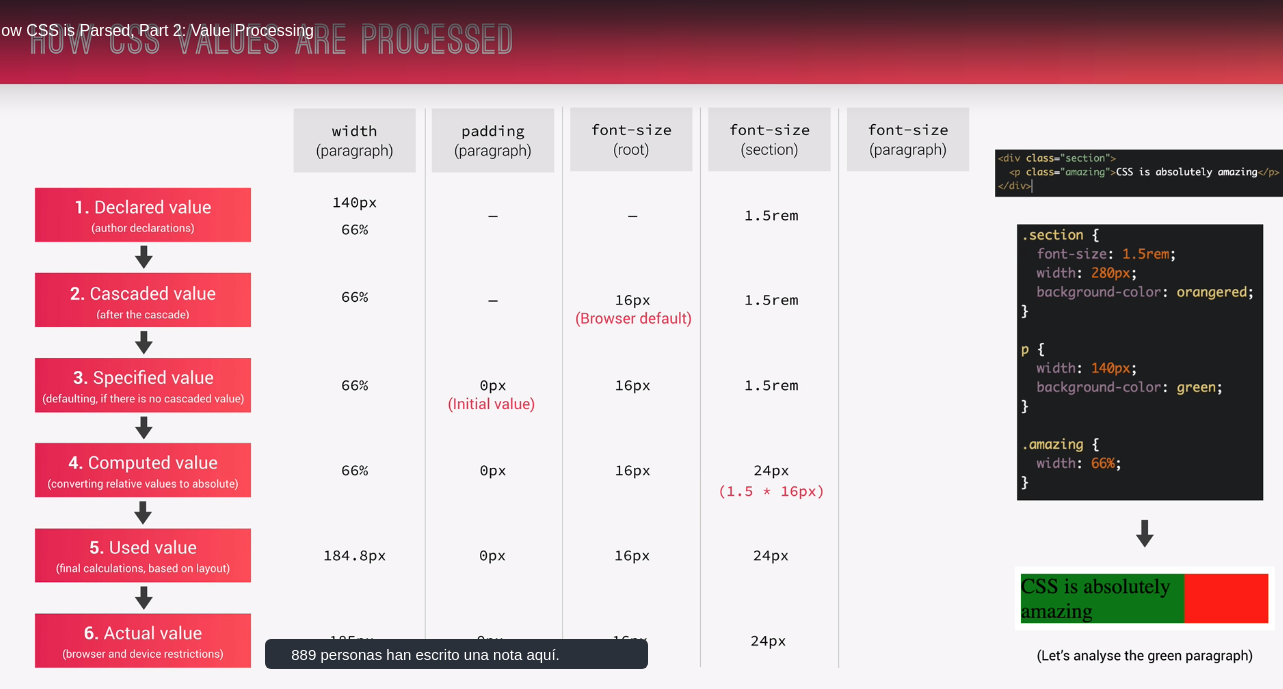 ow CSS is Parsed, Part 2: Value Processing
HOW CSS VALUES ARE PROCESSED
width
(paragraph)
padding
(paragraph)
font-size
(root)
font-size
(section)
font-size
(paragraph)
1. Declared value
(author declarations)
140px
66%
–
–
1.5rem
2. Cascaded value
(after the cascade)
66%
–
16px
(Browser default)
1.5rem
3. Specified value
(defaulting, if there is no cascaded value)
66%
0px
(Initial value)
16px
1.5rem
4. Computed value
(converting relative values to absolute)
66%
0px
16px
24px
(1.5 * 16px)
5. Used value
(final calculations, based on layout)
184.8px
0px
16px
24px
6. Actual value
(browser and device restrictions)
185px
0px
16px
24px
889 personas han escrito una nota aquí.
<div class="section">
<p class="amazing">CSS is absolutely amazing</p>
</div>
.section {
font-size: 1.5rem;
width: 280px;
background-color: orangered;
}
p {
width: 140px;
background-color: green;
}
.amazing {
width: 66%;
}
CSS is absolutely
amazing
(Let's analyse the green paragraph)